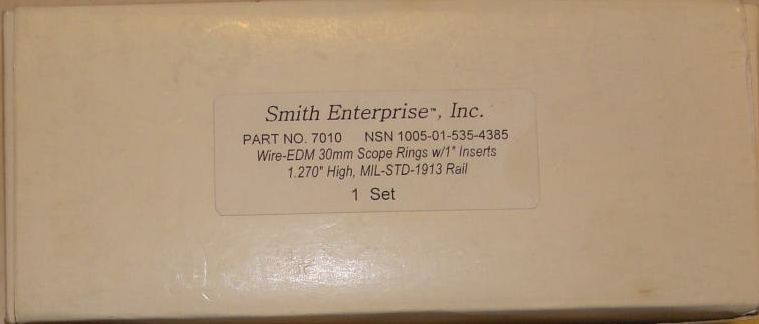 Smith Enterprise™, Inc.
PART NO. 7010 NSN 1005-01-535-4385
Wire-EDM 30mm Scope Rings w/1" Inserts
1.270" High, MIL-STD-1913 Rail
1 Set